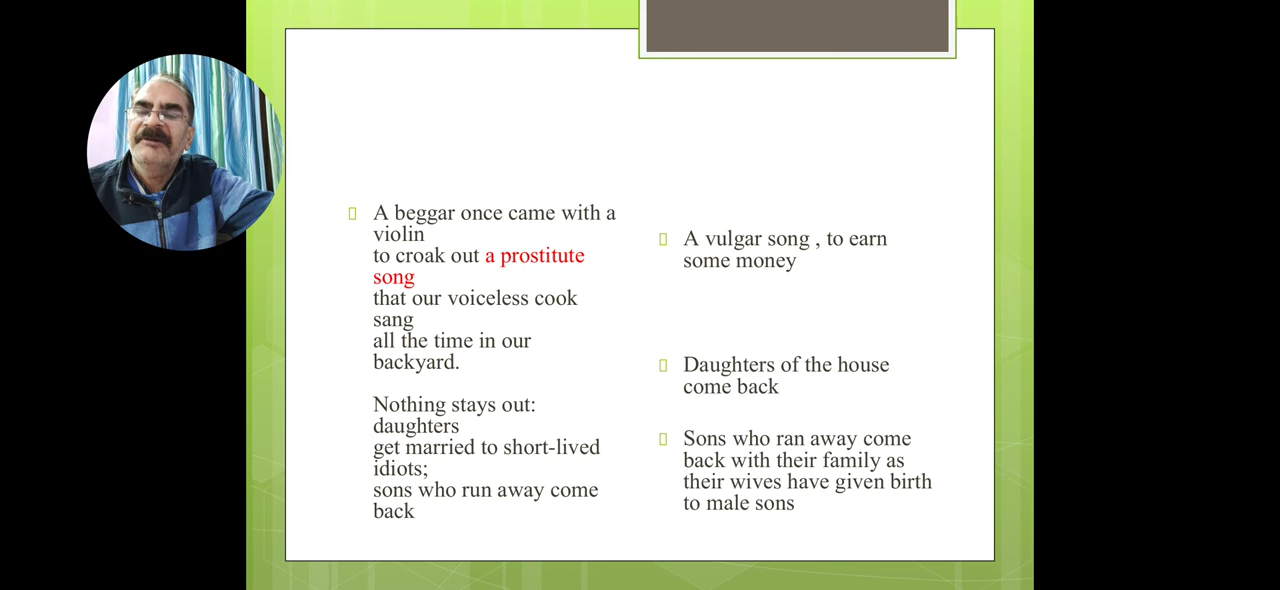 A beggar once came with a
violin
to croak out a prostitute
song
that our voiceless cook
sang
all the time in our
backyard.
Nothing stays out:
daughters
get married to short-lived
idiots;
sons who run away come
back
A vulgar song , to earn
some money
Daughters of the house
come back
Sons who ran away come
back with their family as
their wives have given birth
to male sons